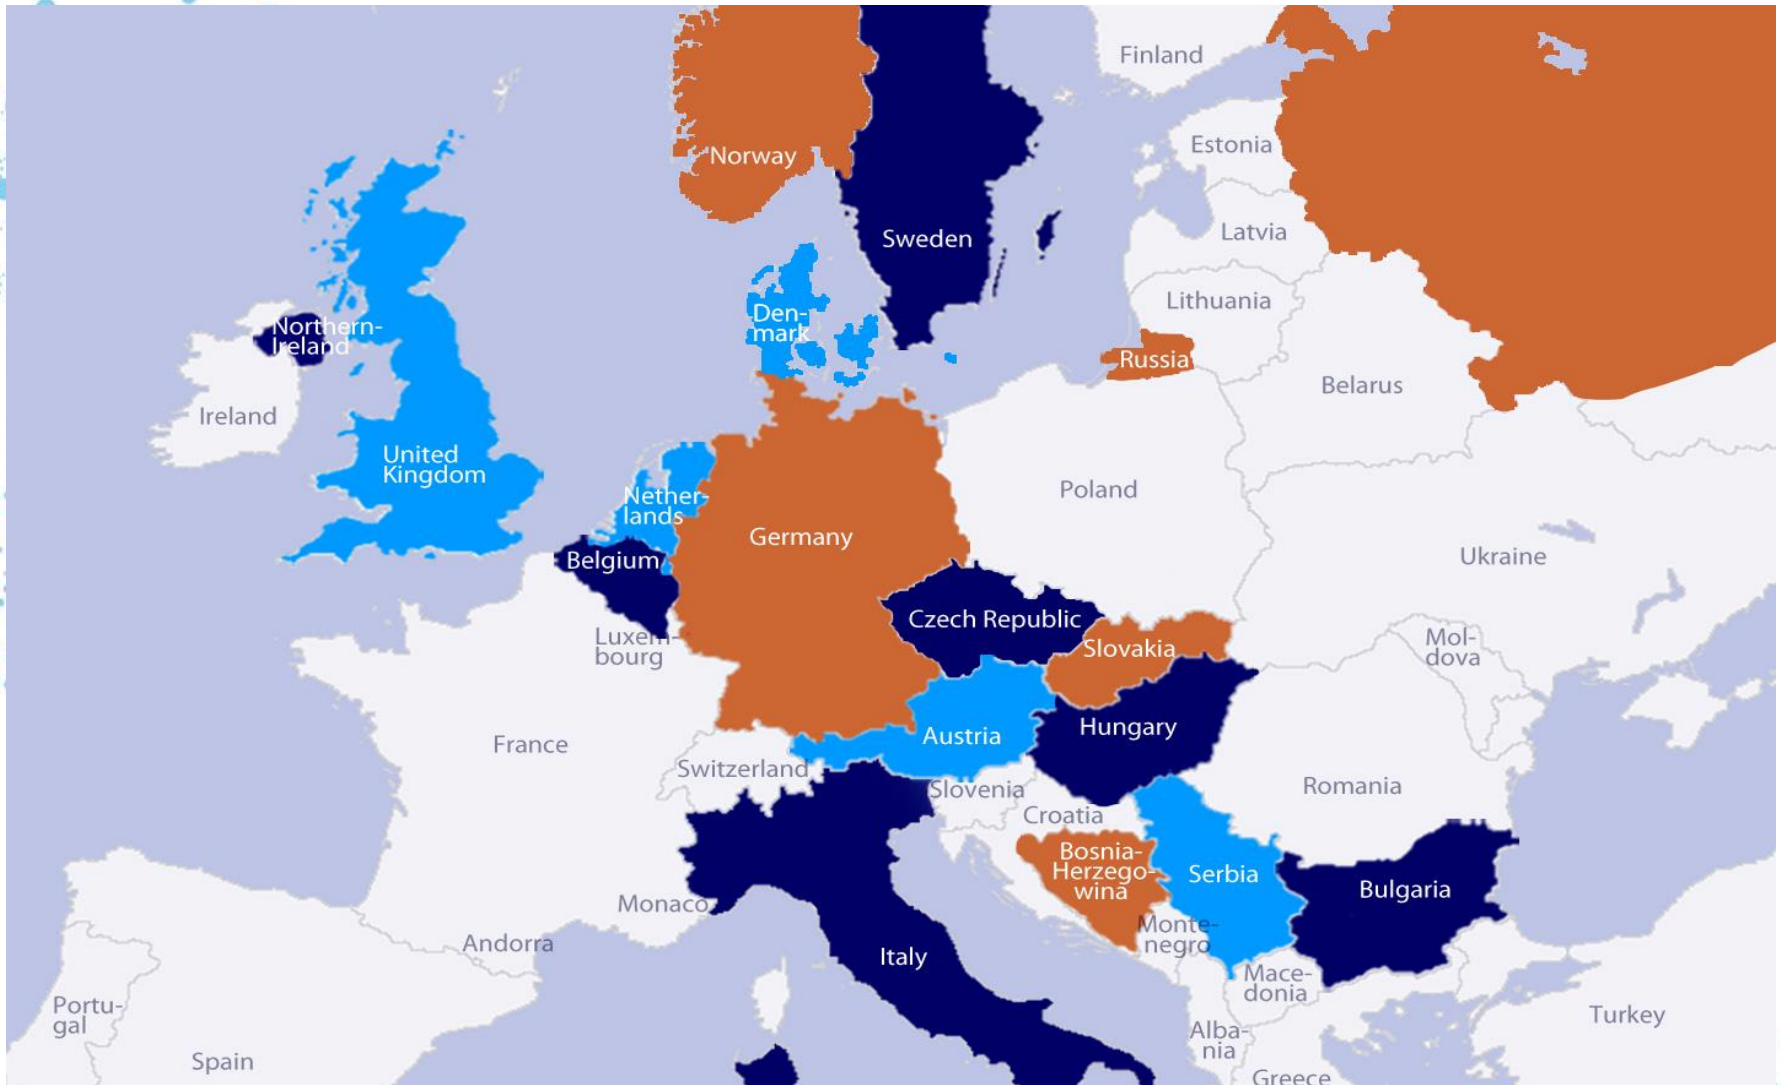 Finland
Norway
Estonia
Sweden
Latvia
Lithuania
Den-
mark
Northern-
Ireland
Russia
Belarus
Ireland
United
Kingdom
Poland
Nether-
lands
Germany
Belgium
Ukraine
Czech Republic
Luxem-
bourg
Slovakia
Mol-
dova
Hungary
Austria
France
Switzerland
Slovenia
Romania
Croatia
Bosnia-
Herzego-
wina
Serbia
Bulgaria
Monaco
Monte-
negro
Andorra
Italy
Mace-
donia
Portu-
gal
Turkey
Alba-
nia
Spain
Greece